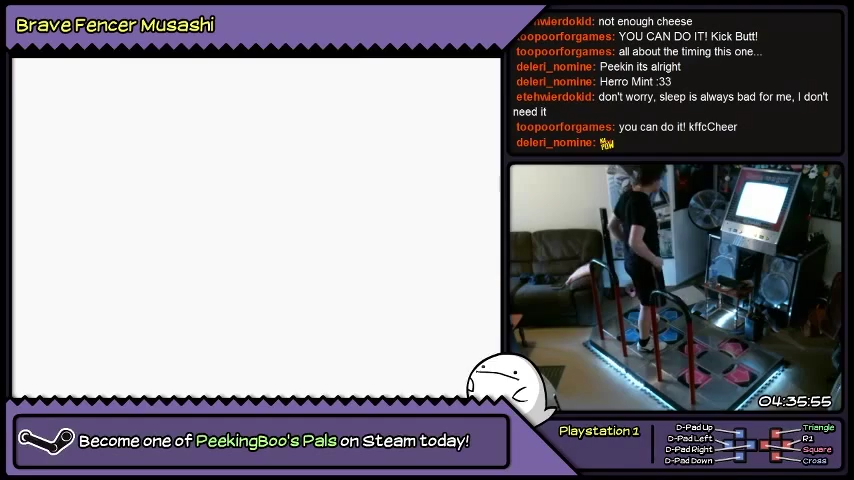 Brave Fencer Musashi
etehwierdokid: not enough cheese
toopoorforgames: YOU CAN DO IT! Kick Butt!
toopoorforgames: all about the timing this one...
deleri_nomine: Peekin its alright
deleri_nomine: Herro Mint :33
etehwierdokid: don't worry, sleep is always bad for me, I don't
need it
toopoorforgames: you can do it! kffcCheer
deleri_nomine:
04:35:55
Become one of PeekingBoo's Pals on Steam today!
Playstation 1
D-Pad Up
D-Pad Left
D-Pad Right
D-Pad Down
Triangle
R1
Square
Cross